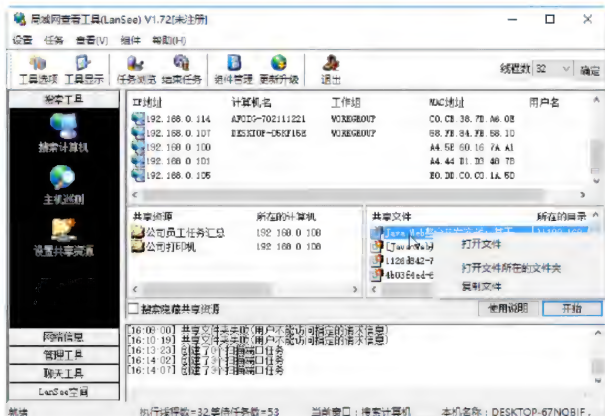 局域网查看工具(LanSee) V1.72[未注册]
设置 任务 查看(V) 组件 帮助(H)
工具选项 工具显示 任务浏览 结束任务 组件管理 更新升级 退出 线程数 32 确定
搜索工具
搜索计算机
主机巡测
设置共享资源
网络信息
管理工具
聊天工具
LanSee空间
IP地址 计算机名 工作组 MAC地址 用户名
192.168.0.114 WORKGROUP
192.168.0.107 WORKGROUP
192.168.0.100
192.168.0.101
192.168.0.105
共享资源 所在的计算机
公司员工任务汇总 192.168.0.108
公司打印机 192.168.0.108
共享文件 所在的目录
打开文件
打开文件所在的文件夹
复制文件
搜索隐藏共享资源 使用说明 开始
[16:09:00] 共享文件夹失败(用户不能访问指定的请求信息)
[16:10:19] 共享文件夹失败(用户不能访问指定的请求信息)
[16:13:23] 创建了0个扫描端口任务
[16:14:02] 创建了3个扫描端口任务
[16:14:07] 创建了3个扫描端口任务
就绪 执行线程数=32,等待任务数=53 当前窗口：搜索计算机 本机名称：DESKTOP-67NQBIF